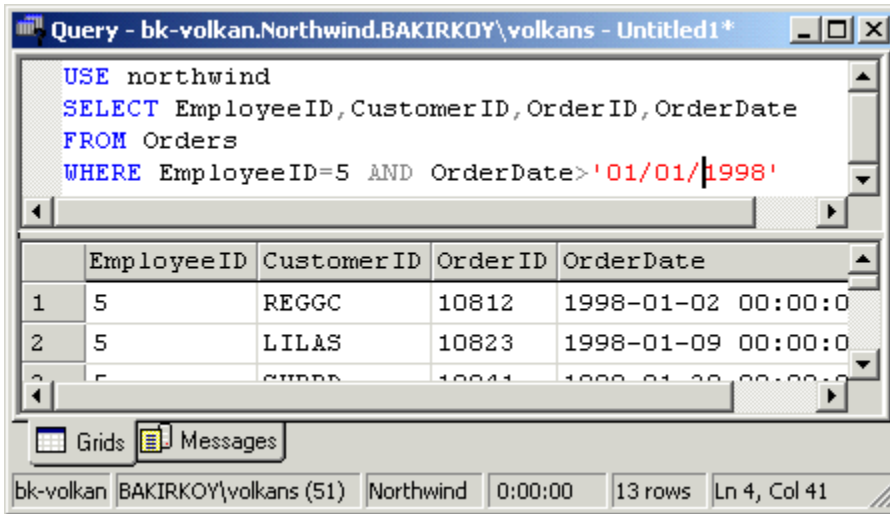 Query - bk-volkan.Northwind.BAKIRKOY\volkans - Untitled1*
USE northwind
SELECT EmployeeID,CustomerID,OrderID,OrderDate
FROM Orders
WHERE EmployeeID=5 AND OrderDate>'01/01/1998'
EmployeeID CustomerID OrderID OrderDate
1 5 REGGC 10812 1998-01-02 00:00:0
2 5 LILAS 10823 1998-01-09 00:00:0
Grids Messages
bk-volkan BAKIRKOY\volkans (51) Northwind 0:00:00 13 rows Ln 4, Col 41